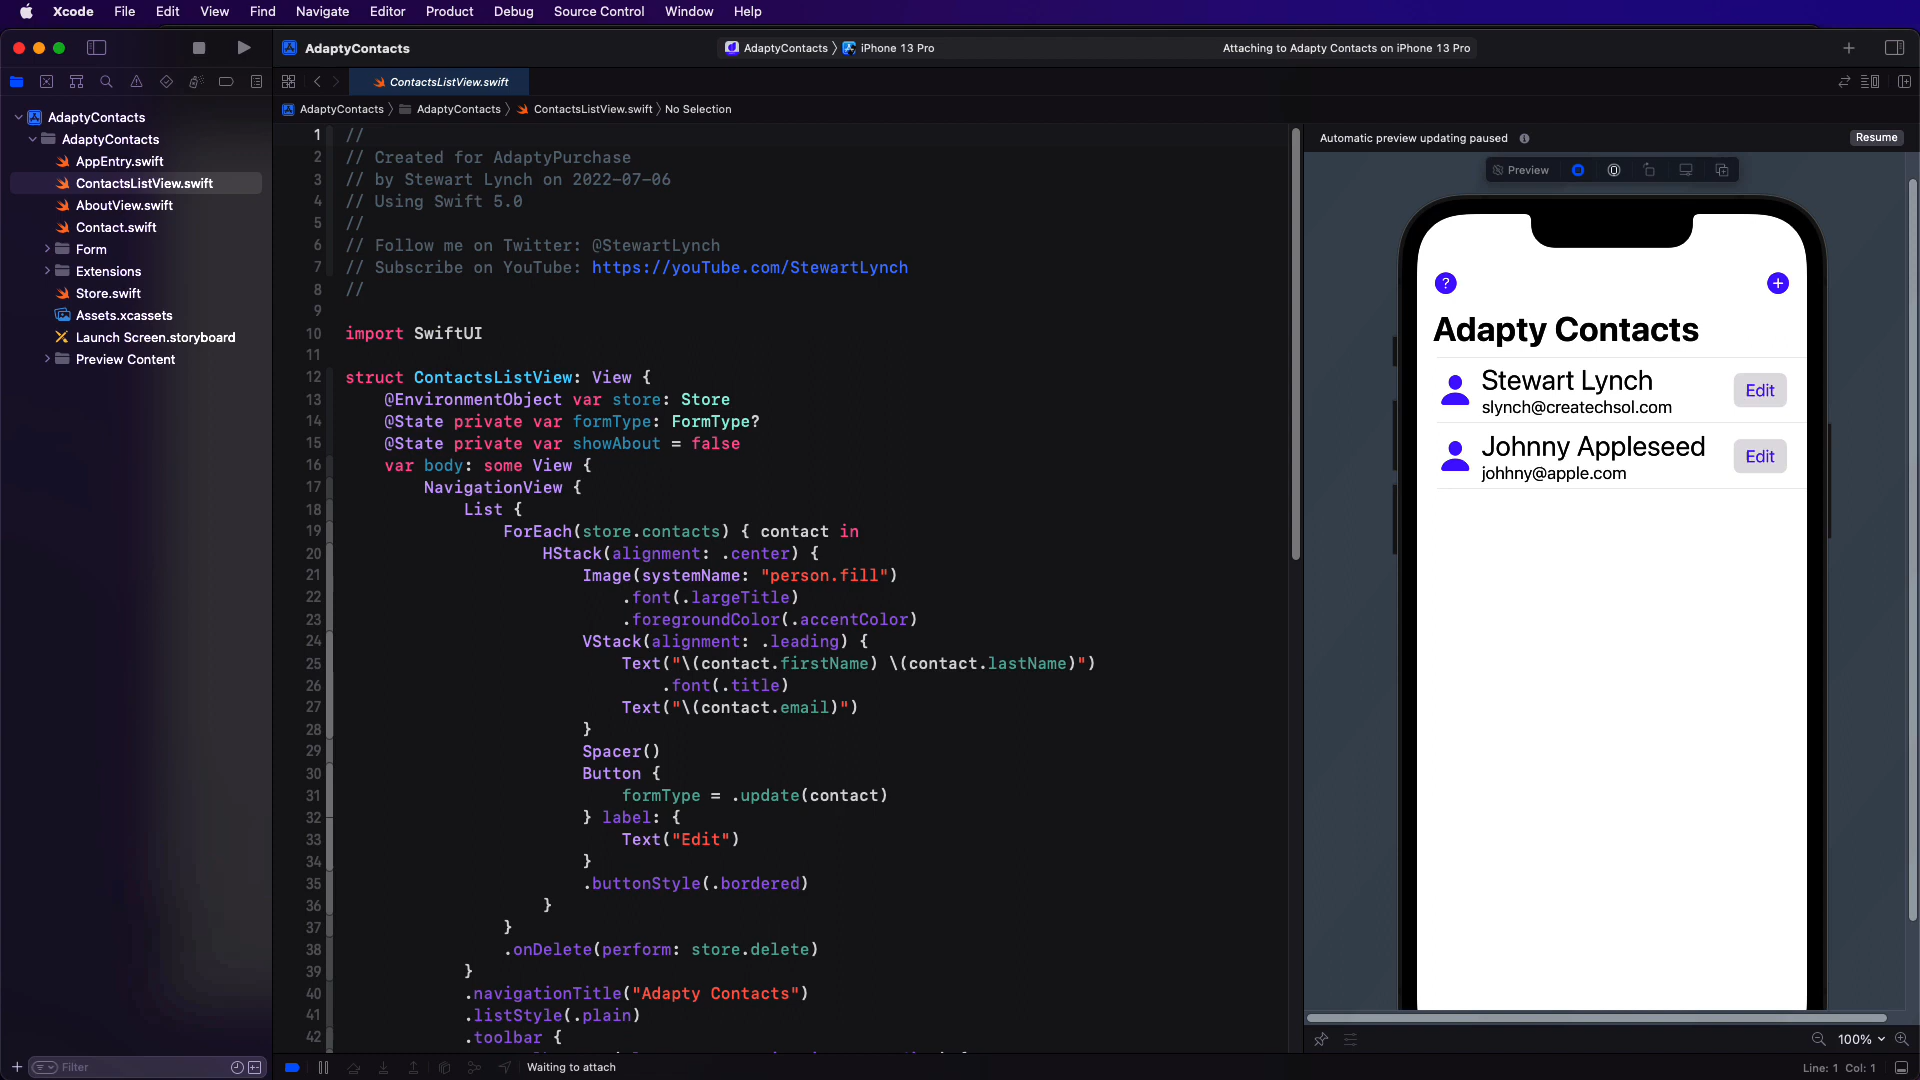 Xcode File Edit View Find Navigate Editor Product Debug Source Control Window Help
AdaptyContacts
AdaptyContacts iPhone 13 Pro
Attaching to Adapty Contacts on iPhone 13 Pro
ContactsListView.swift
AdaptyContacts AdaptyContacts ContactsListView.swift No Selection
AdaptyContacts
AdaptyContacts
AppEntry.swift
ContactsListView.swift
AboutView.swift
Contact.swift
Form
Extensions
Store.swift
Assets.xcassets
Launch Screen.storyboard
Preview Content
Filter
1 //
2 // Created for AdaptyPurchase
3 // by Stewart Lynch on 2022-07-06
4 // Using Swift 5.0
5 //
6 // Follow me on Twitter: @StewartLynch
7 // Subscribe on YouTube: https://youTube.com/StewartLynch
8 //
9
10 import SwiftUI
11
12 struct ContactsListView: View {
13 @EnvironmentObject var store: Store
14 @State private var formType: FormType?
15 @State private var showAbout = false
16 var body: some View {
17 NavigationView {
18 List {
19 ForEach(store.contacts) { contact in
20 HStack(alignment: .center) {
21 Image(systemName: "person.fill")
22 .font(.largeTitle)
23 .foregroundColor(.accentColor)
24 VStack(alignment: .leading) {
25 Text("\(contact.firstName) \(contact.lastName)")
26 .font(.title)
27 Text("\(contact.email)")
28 }
29 Spacer()
30 Button {
31 formType = .update(contact)
32 } label: {
33 Text("Edit")
34 }
35 .buttonStyle(.bordered)
36 }
37 }
38 .onDelete(perform: store.delete)
39 }
40 .navigationTitle("Adapty Contacts")
41 .listStyle(.plain)
42 .toolbar {
Waiting to attach
Automatic preview updating paused
Resume
Preview
?
+
Adapty Contacts
Stewart Lynch
slynch@createchsol.com
Edit
Johnny Appleseed
johhny@apple.com
Edit
100%
Line: 1 Col: 1